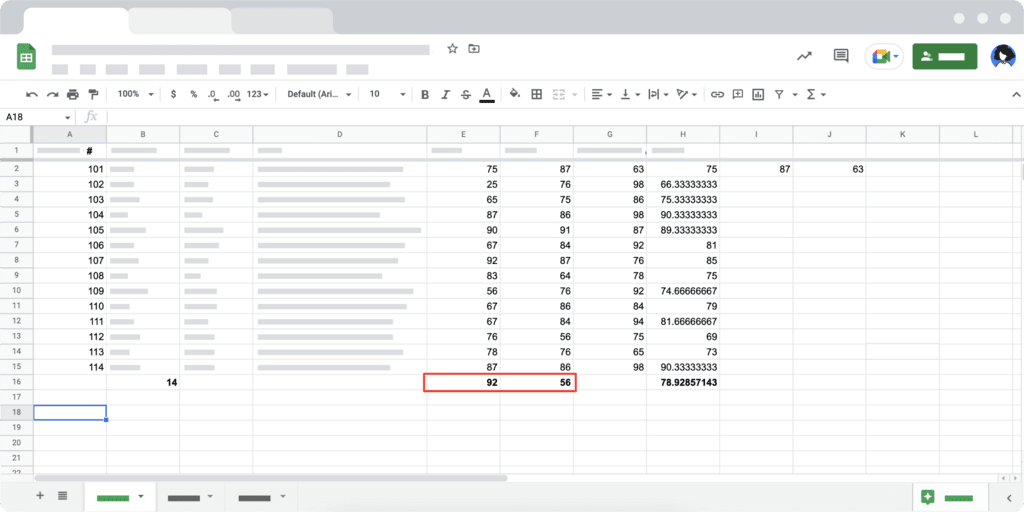 100% $ % .0 .00 123 Default (Ari... 10 B I S A
A18 fx
A B C D E F G H I J K L
1 #
2 101 75 87 63 75 87 63
3 102 25 76 98 66.33333333
4 103 65 75 86 75.33333333
5 104 87 86 98 90.33333333
6 105 90 91 87 89.33333333
7 106 67 84 92 81
8 107 92 87 76 85
9 108 83 64 78 75
10 109 56 76 92 74.66666667
11 110 67 86 84 79
12 111 67 84 94 81.66666667
13 112 76 56 75 69
14 113 78 76 65 73
15 114 87 86 98 90.33333333
16 14 92 56 78.92857143
17
18
19
20
21
22